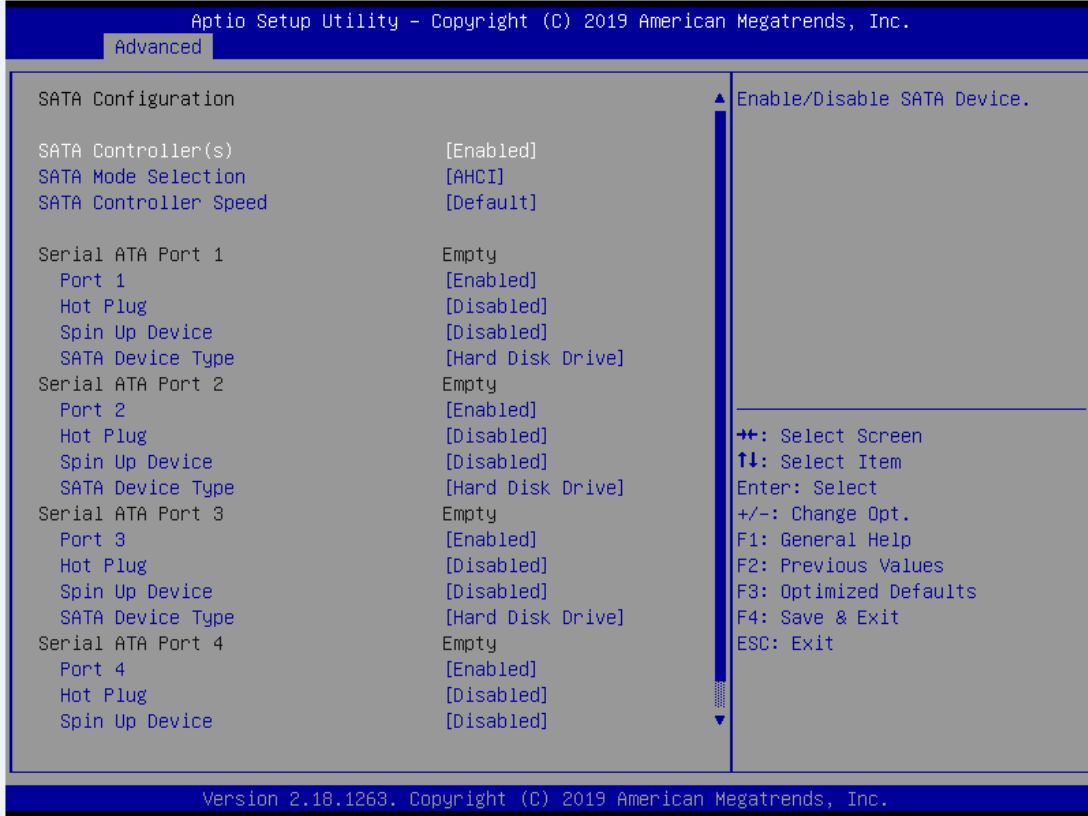 Aptio Setup Utility – Copyright (C) 2019 American Megatrends, Inc.
Advanced
SATA Configuration
SATA Controller(s) [Enabled]
SATA Mode Selection [AHCI]
SATA Controller Speed [Default]
Serial ATA Port 1 Empty
Port 1 [Enabled]
Hot Plug [Disabled]
Spin Up Device [Disabled]
SATA Device Type [Hard Disk Drive]
Serial ATA Port 2 Empty
Port 2 [Enabled]
Hot Plug [Disabled]
Spin Up Device [Disabled]
SATA Device Type [Hard Disk Drive]
Serial ATA Port 3 Empty
Port 3 [Enabled]
Hot Plug [Disabled]
Spin Up Device [Disabled]
SATA Device Type [Hard Disk Drive]
Serial ATA Port 4 Empty
Port 4 [Enabled]
Hot Plug [Disabled]
Spin Up Device [Disabled]
Enable/Disable SATA Device.
→←: Select Screen
↑↓: Select Item
Enter: Select
+/-: Change Opt.
F1: General Help
F2: Previous Values
F3: Optimized Defaults
F4: Save & Exit
ESC: Exit
Version 2.18.1263. Copyright (C) 2019 American Megatrends, Inc.